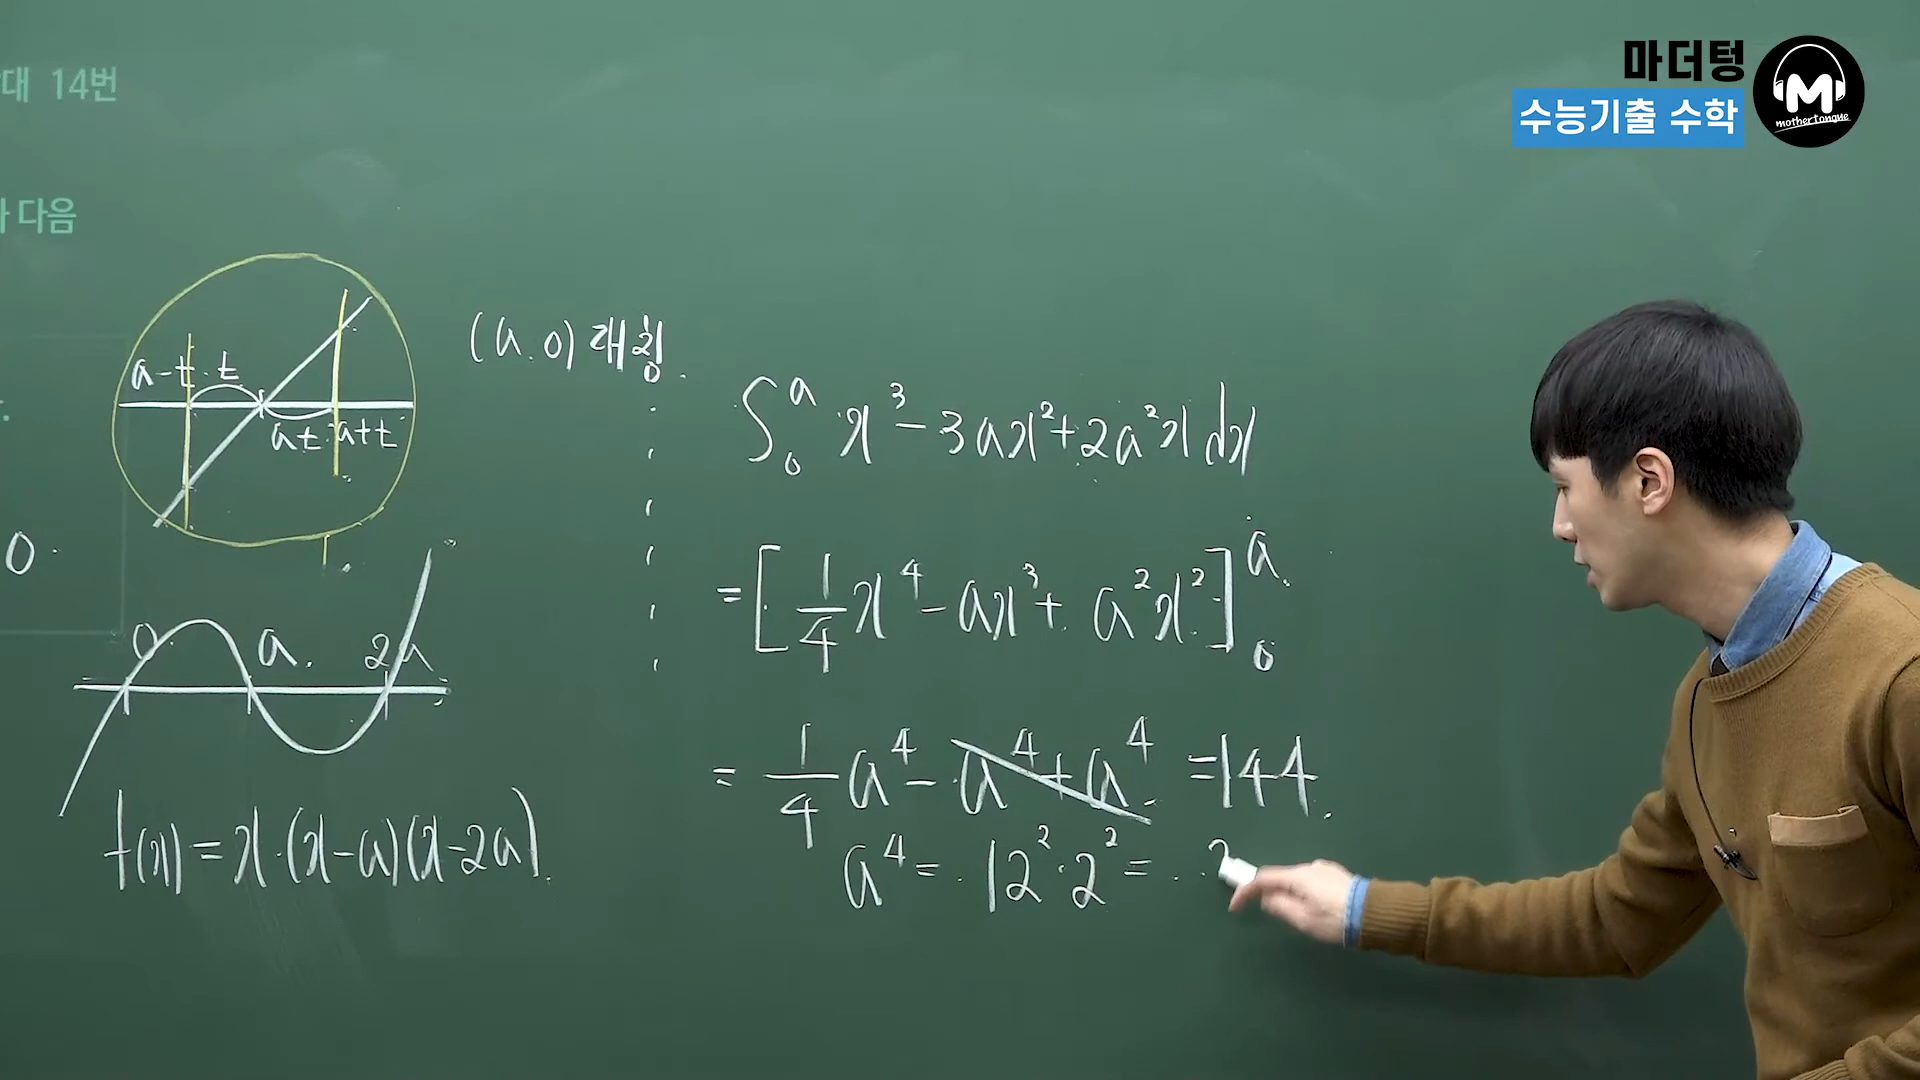 대 14번
다음
마더텅
수능기출 수학
M
mothertongue
a-t t
at a+t
(a.0) 대칭
0
0 a. 2a
f(x)=x·(x-a)(x-2a).
∫₀ᵃ x³-3ax²+2a²x dx
=[1/4 x⁴-ax³+a²x²]₀ᵃ
=1/4 a⁴-a⁴+a⁴=144.
a⁴=12²·2²=